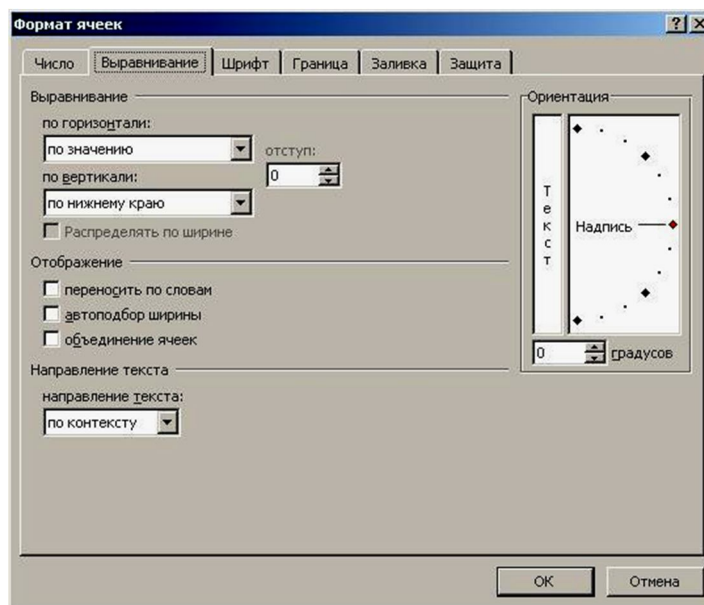 Формат ячеек
Число Выравнивание Шрифт Граница Заливка Защита
Выравнивание
по горизонтали:
по значению
отступ:
0
по вертикали:
по нижнему краю
Распределять по ширине
Отображение
переносить по словам
автоподбор ширины
объединение ячеек
Направление текста
направление текста:
по контексту
Ориентация
Текст
Надпись
0 градусов
ОК Отмена